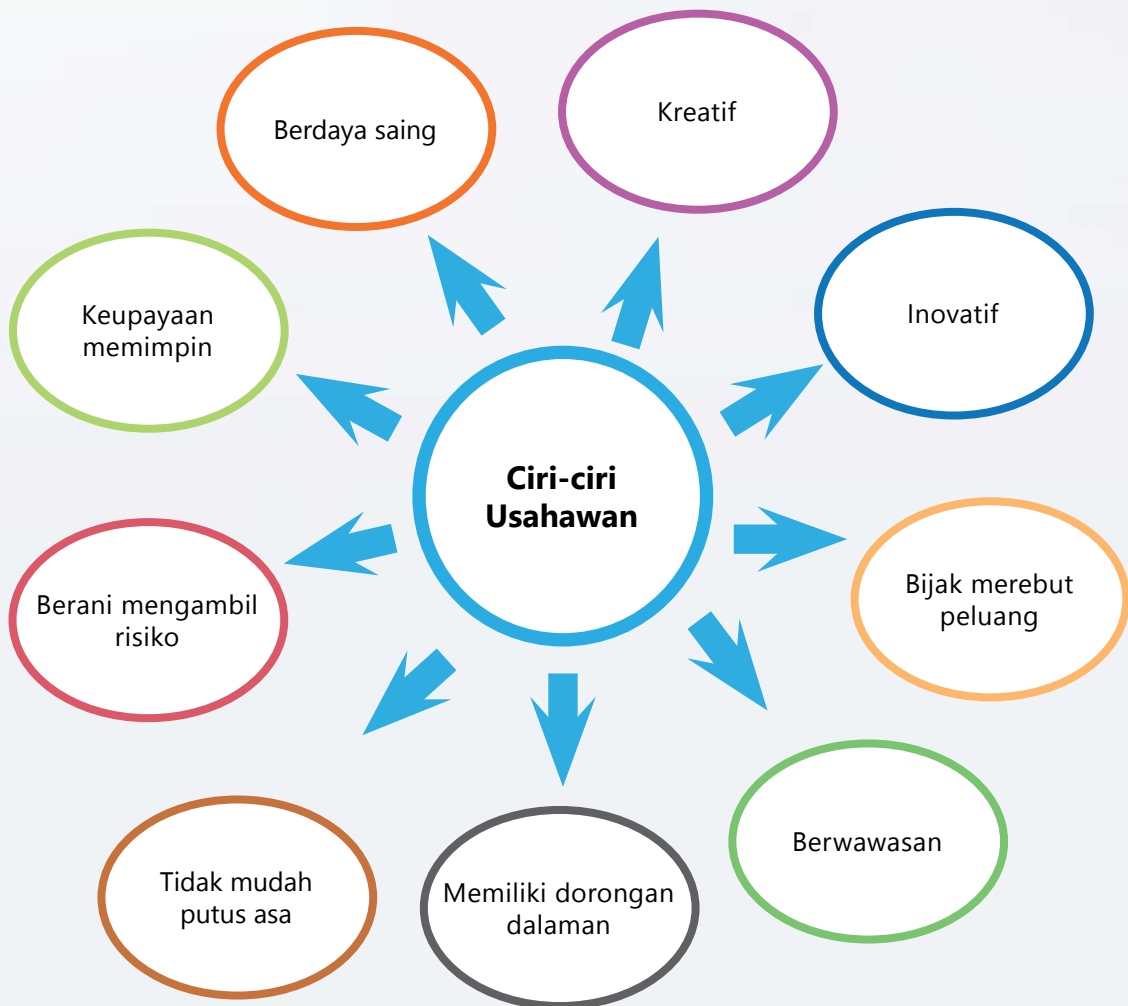 Kreatif
Berdaya saing
Inovatif
Keupayaan
memimpin
Ciri-ciri
Usahawan
Bijak merebut
peluang
Berani mengambil
risiko
Berwawasan
Tidak mudah
putus asa
Memiliki dorongan
dalaman